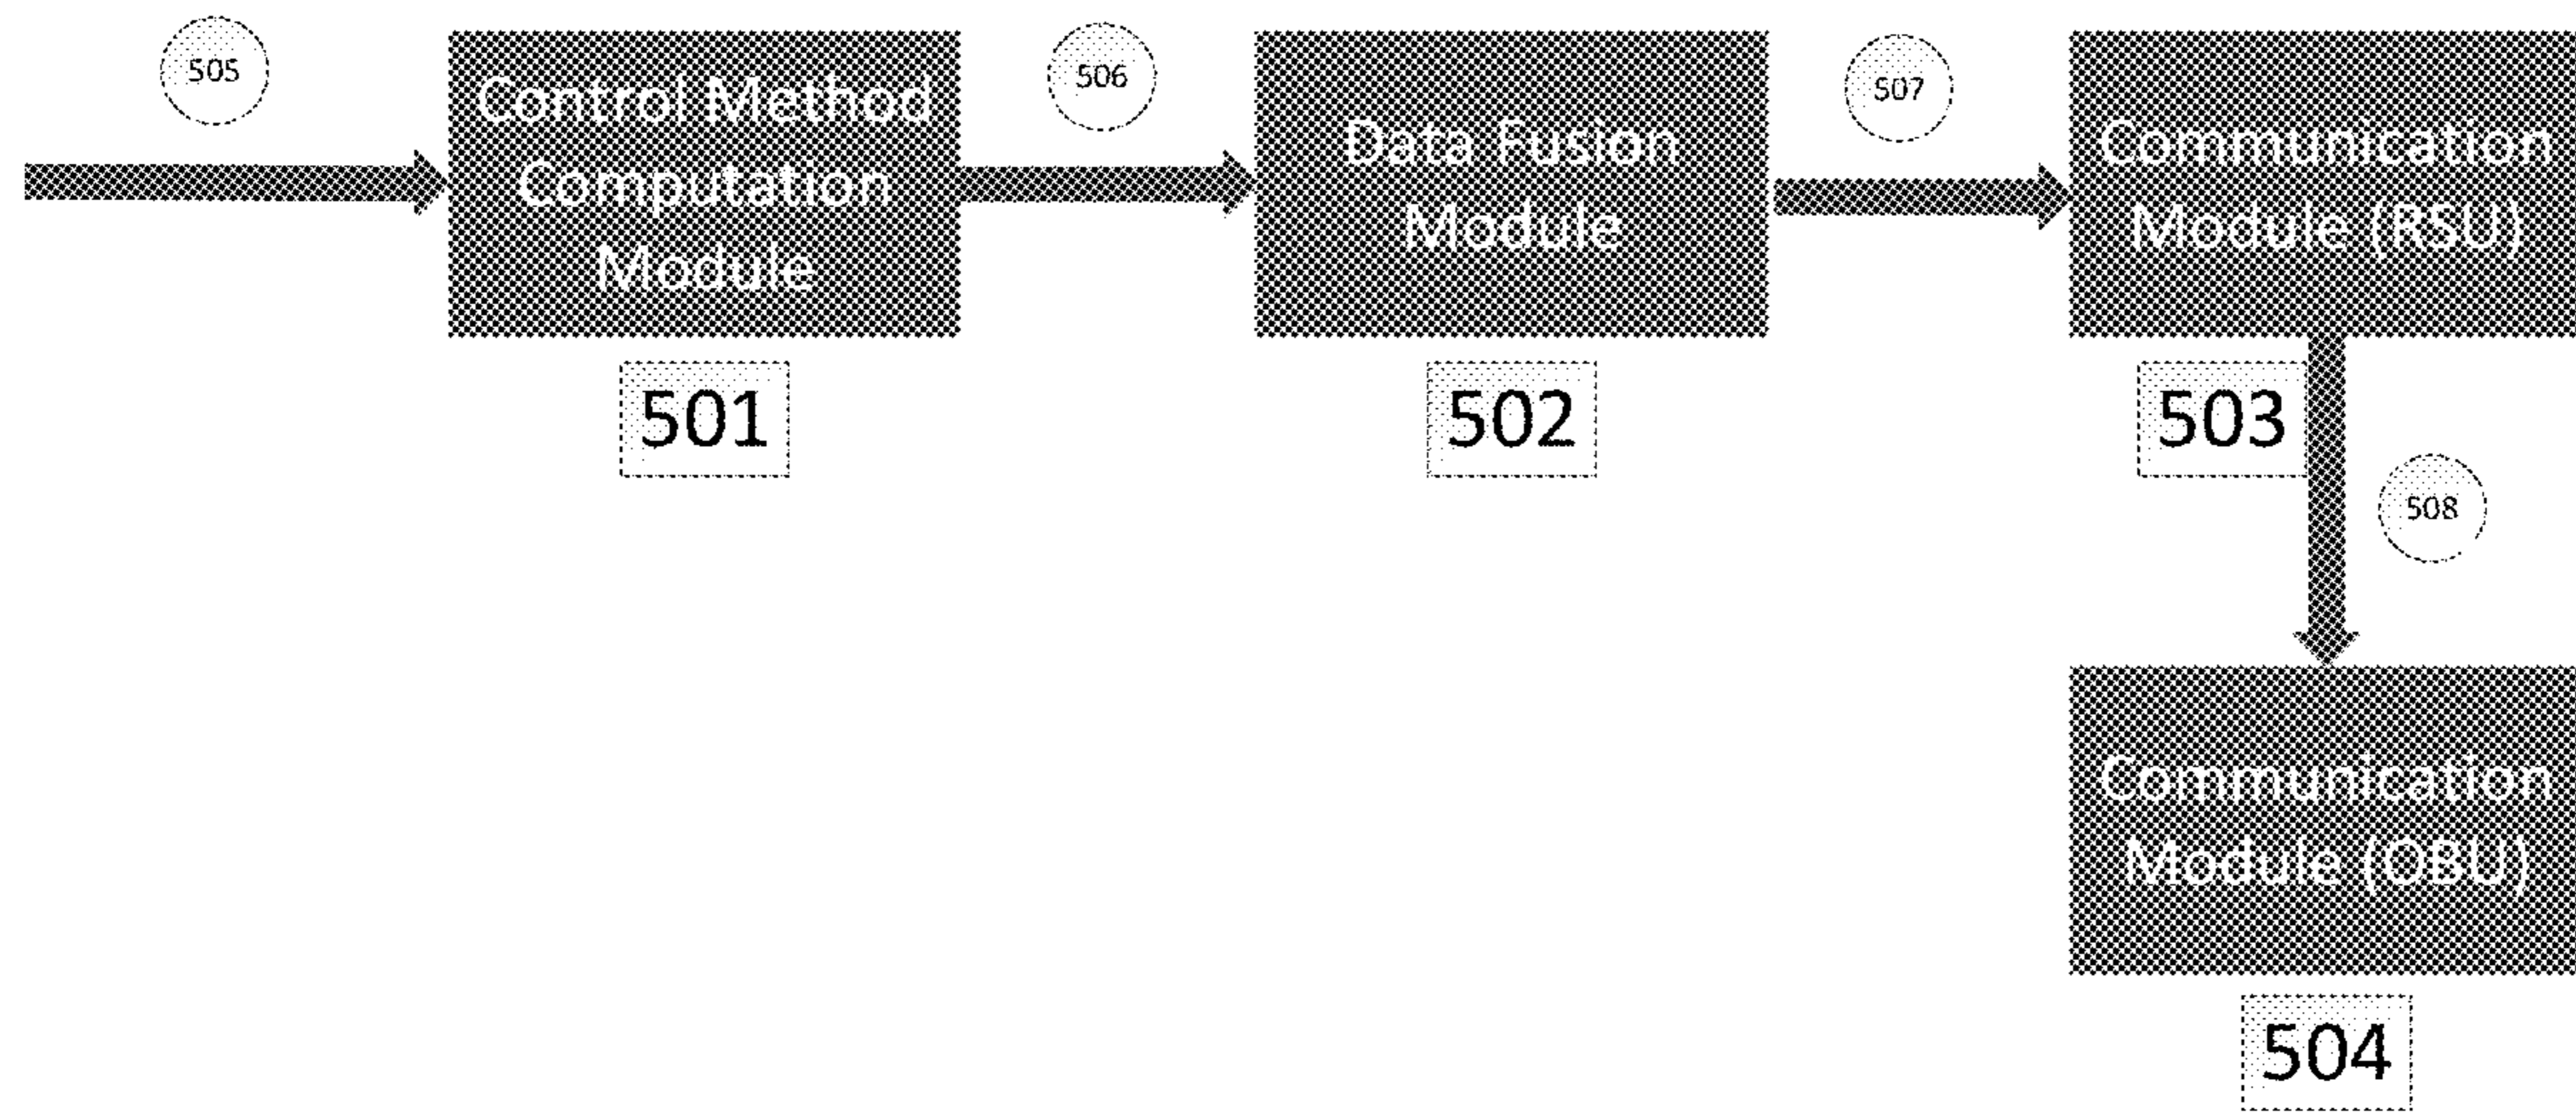 505
506
507
Control Method
Computation
Module
Data Fusion
Module
Communication
Module (RSU)
501
502
503
508
Communication
Module (OBU)
504